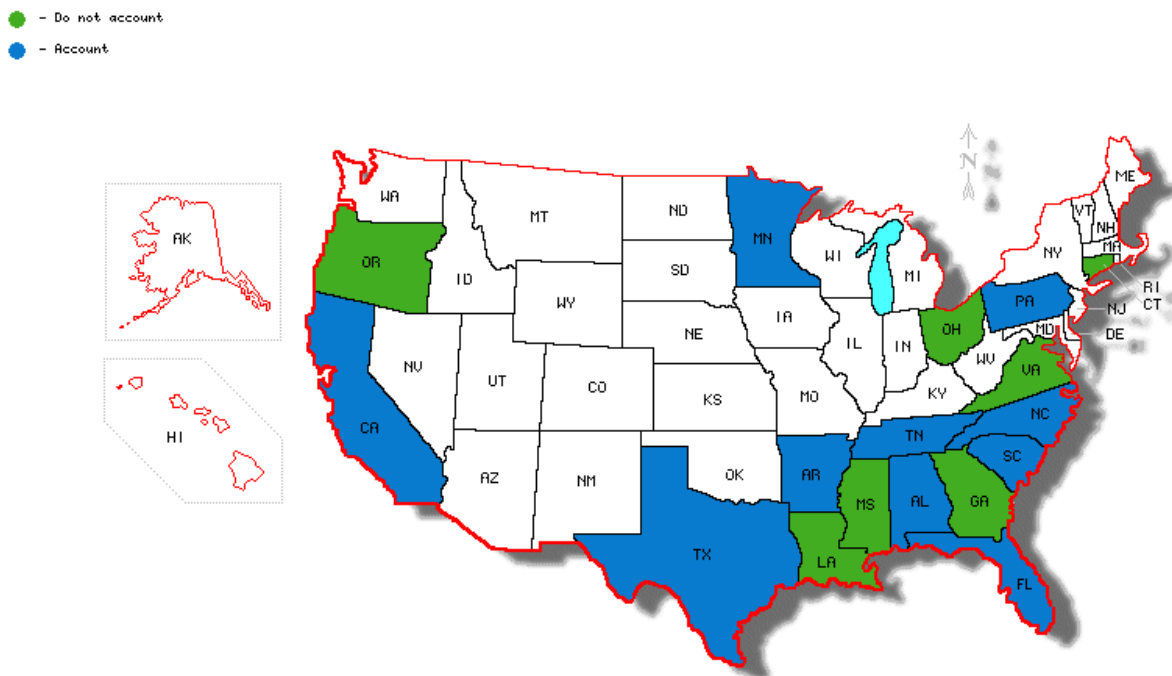 - Do not account
- Account
N
ME
WA
VT
NH
MT
ND
AK
MN
NY
MA
OR
WI
SD
MI
ID
RI
PA
CT
WY
NJ
IA
NE
OH
MD
DE
IL
IN
NV
WV
UT
CO
VA
KS
MO
KY
CA
NC
HI
TN
SC
AZ
NM
OK
AR
MS
AL
GA
TX
LA
FL